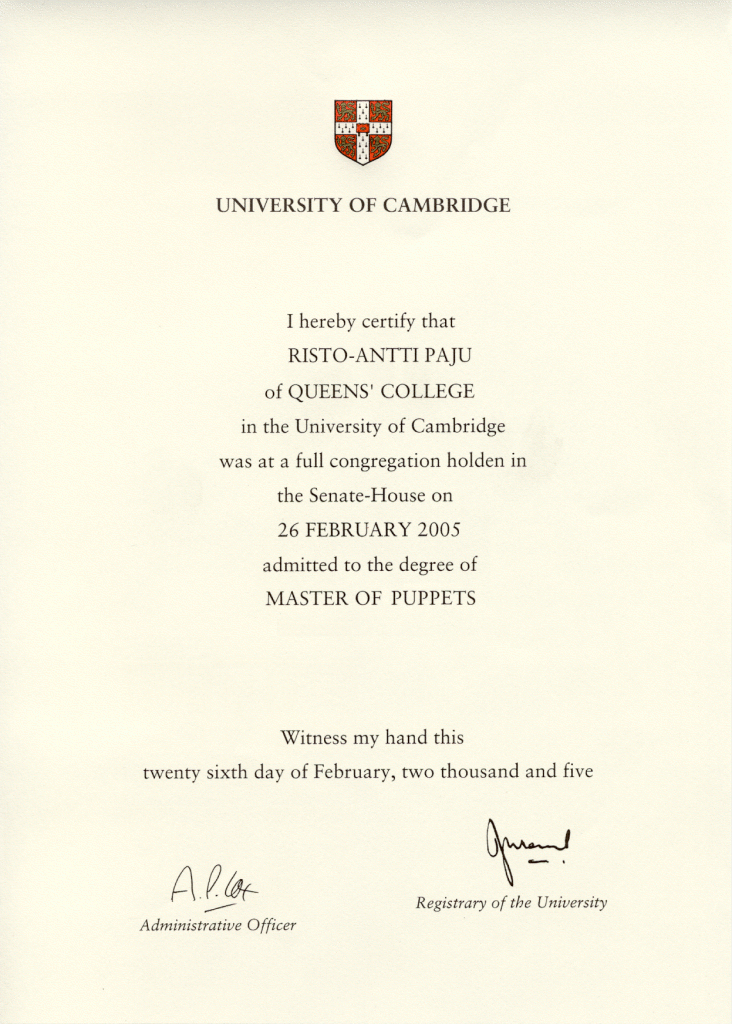 UNIVERSITY OF CAMBRIDGE
I hereby certify that
RISTO-ANTTI PAJU
of QUEENS' COLLEGE
in the University of Cambridge
was at a full congregation holden in
the Senate-House on
26 FEBRUARY 2005
admitted to the degree of
MASTER OF PUPPETS
Witness my hand this
twenty sixth day of February, two thousand and five
A.P. Cox
Administrative Officer
Registrary of the University